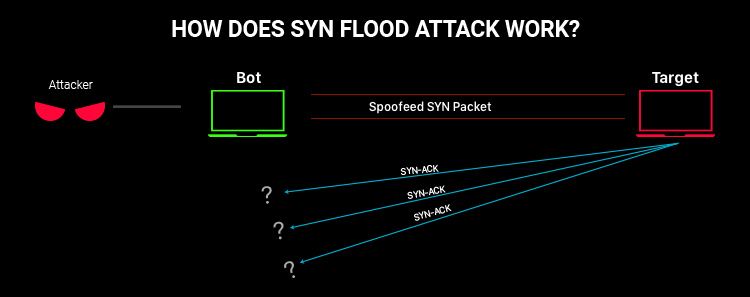 HOW DOES SYN FLOOD ATTACK WORK?
Attacker
Bot
Target
Spoofeed SYN Packet
SYN-ACK
?
SYN-ACK
?
SYN-ACK
?